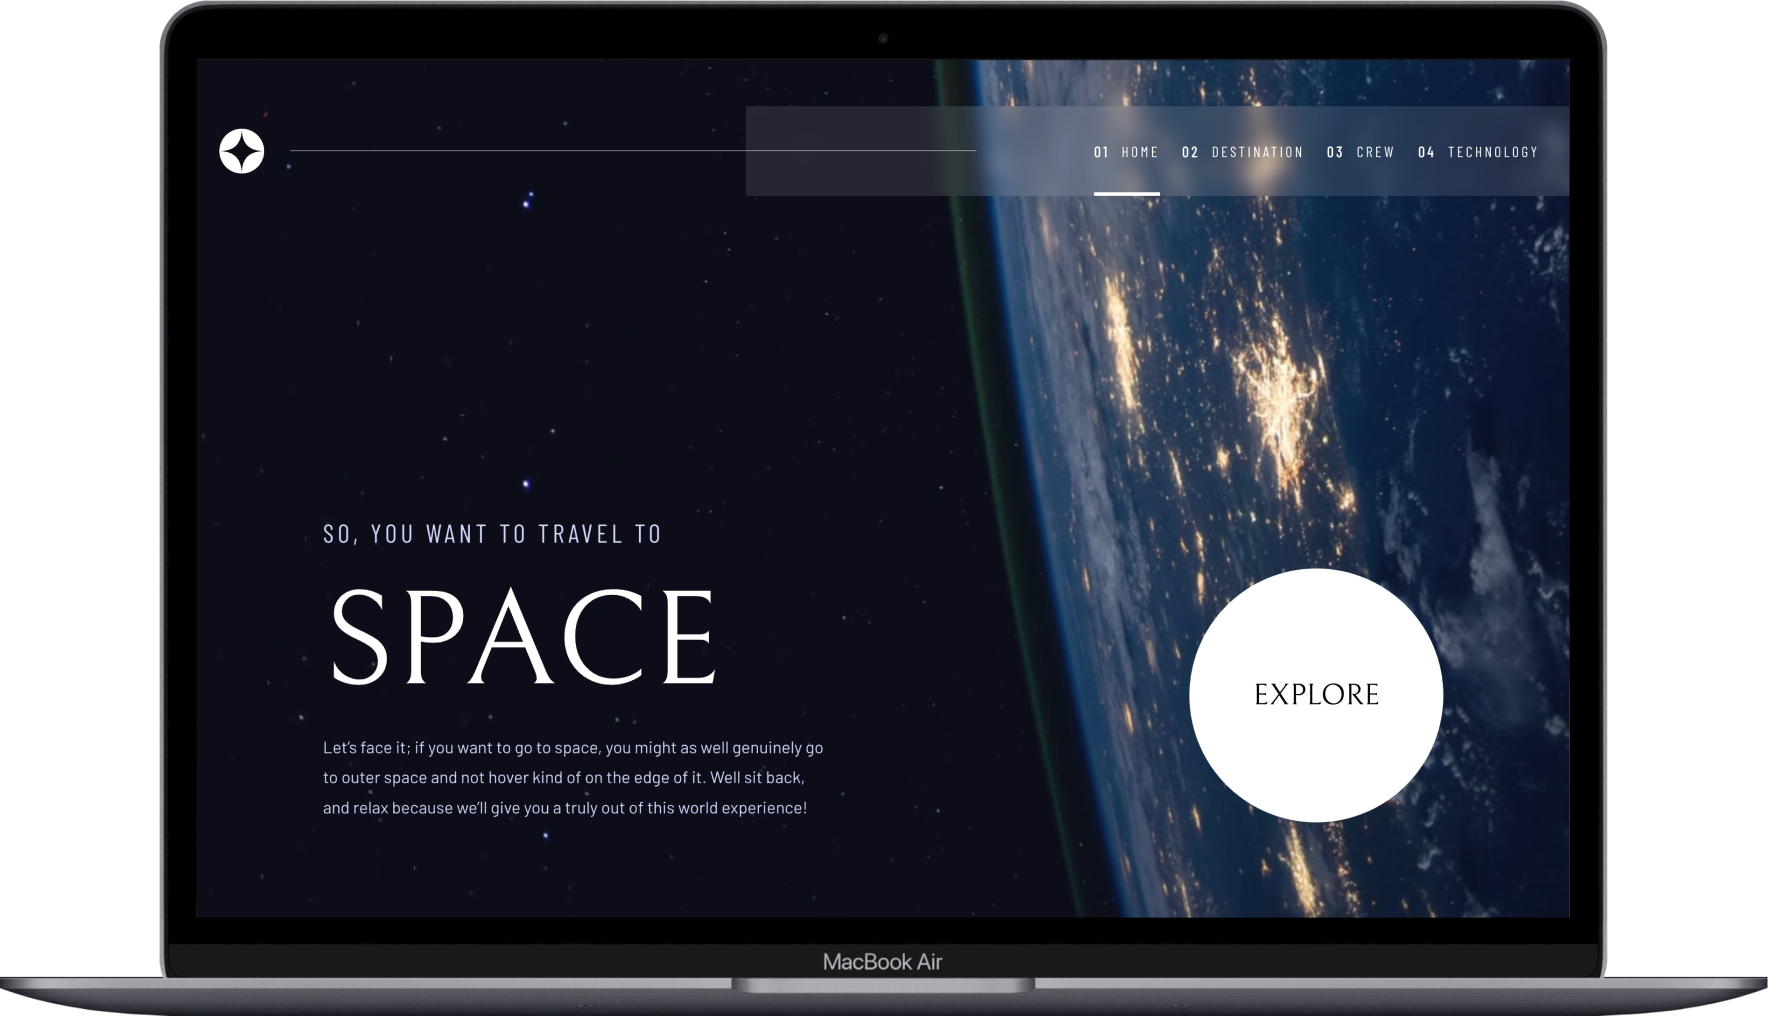 01 HOME 02 DESTINATION 03 CREW 04 TECHNOLOGY
SO, YOU WANT TO TRAVEL TO
SPACE
Let’s face it; if you want to go to space, you might as well genuinely go
to outer space and not hover kind of on the edge of it. Well sit back,
and relax because we’ll give you a truly out of this world experience!
EXPLORE
MacBook Air